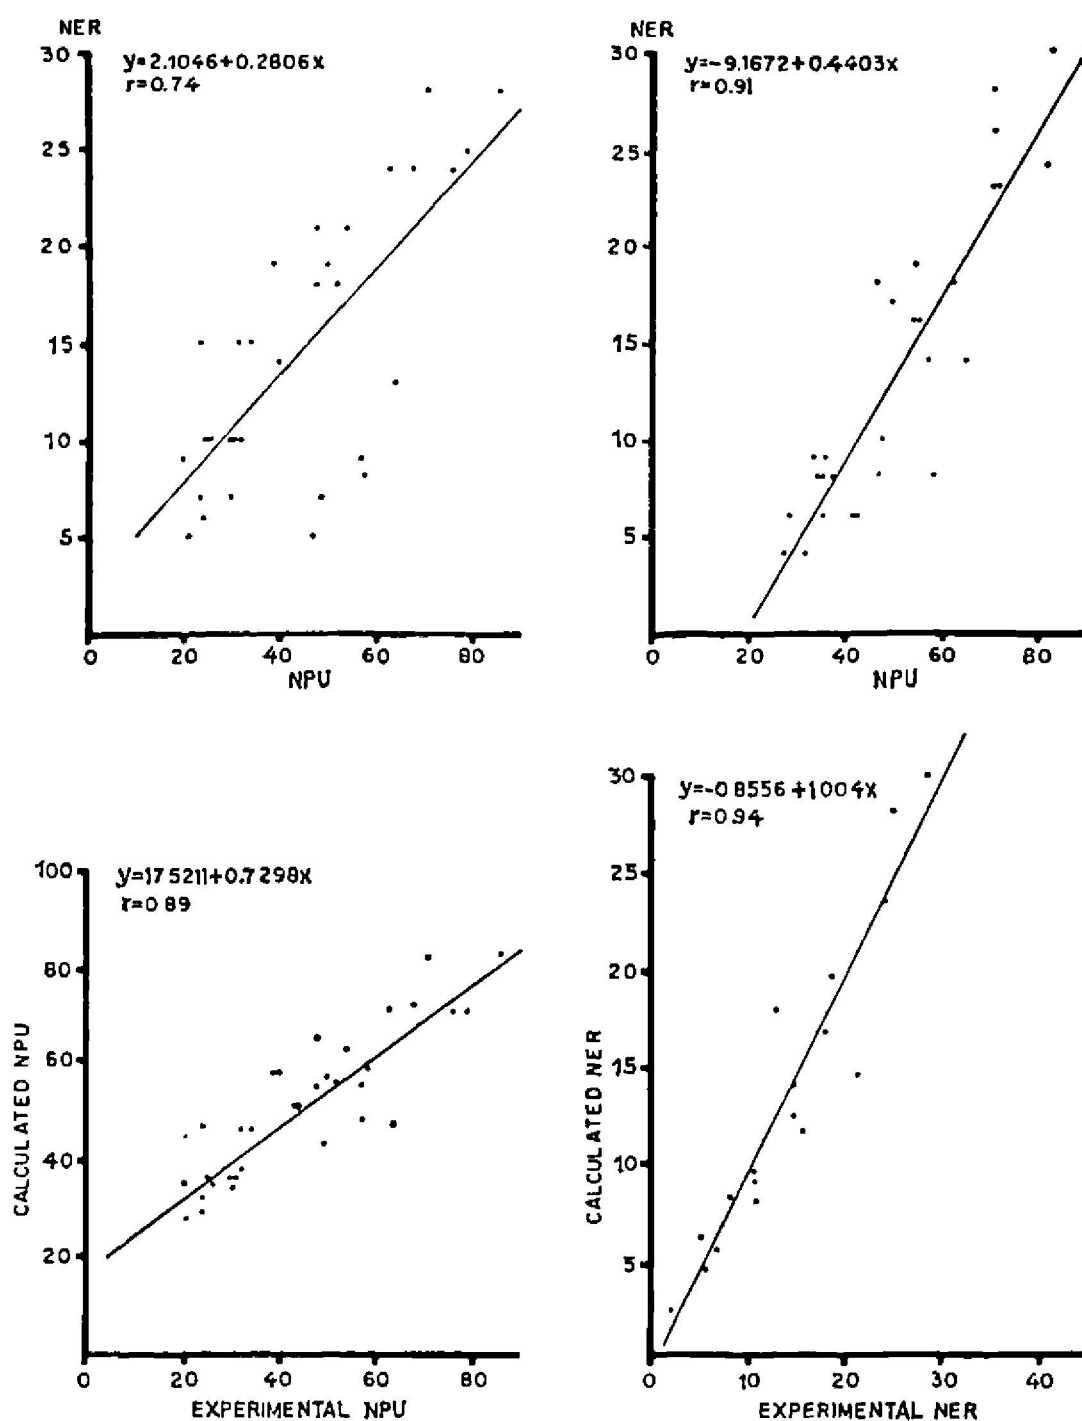 NER
y=2.1046+0.2806x
r=0.74
30
25
20
15
10
5
0 20 40 60 80
NPU
NER
y=-9.1672+0.4403x
r=0.91
30
25
20
15
10
5
0 20 40 60 80
NPU
y=17 5211+0.7298x
r=0 89
100
80
60
40
20
CALCULATED NPU
0 20 40 60 80
EXPERIMENTAL NPU
y=-0 8556+1004x
r=0.94
30
25
20
15
10
5
CALCULATED NER
0 10 20 30 40
EXPERIMENTAL NER